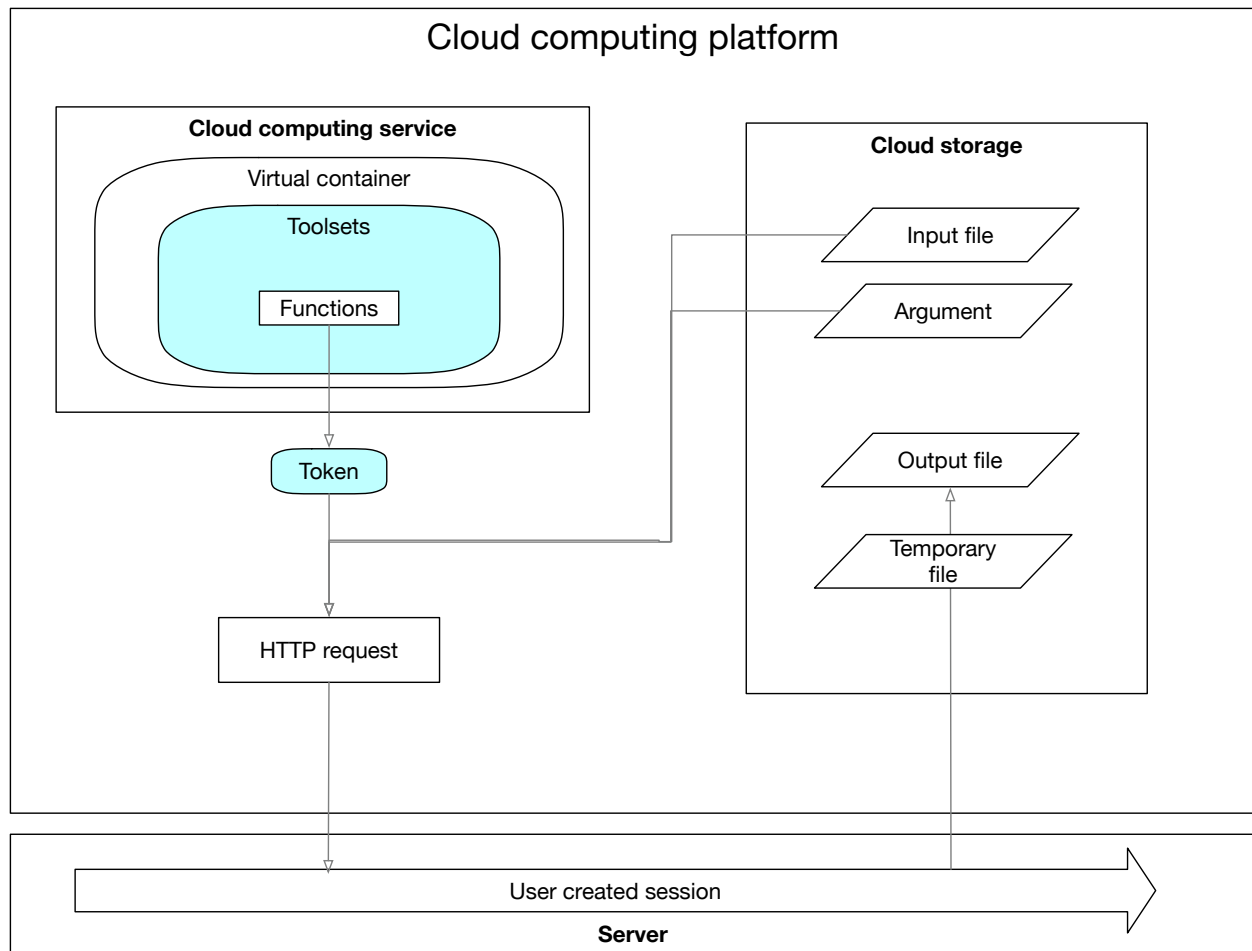 Cloud computing platform
Cloud computing service
Virtual container
Toolsets
Functions
Token
HTTP request
Cloud storage
Input file
Argument
Output file
Temporary
file
User created session
Server